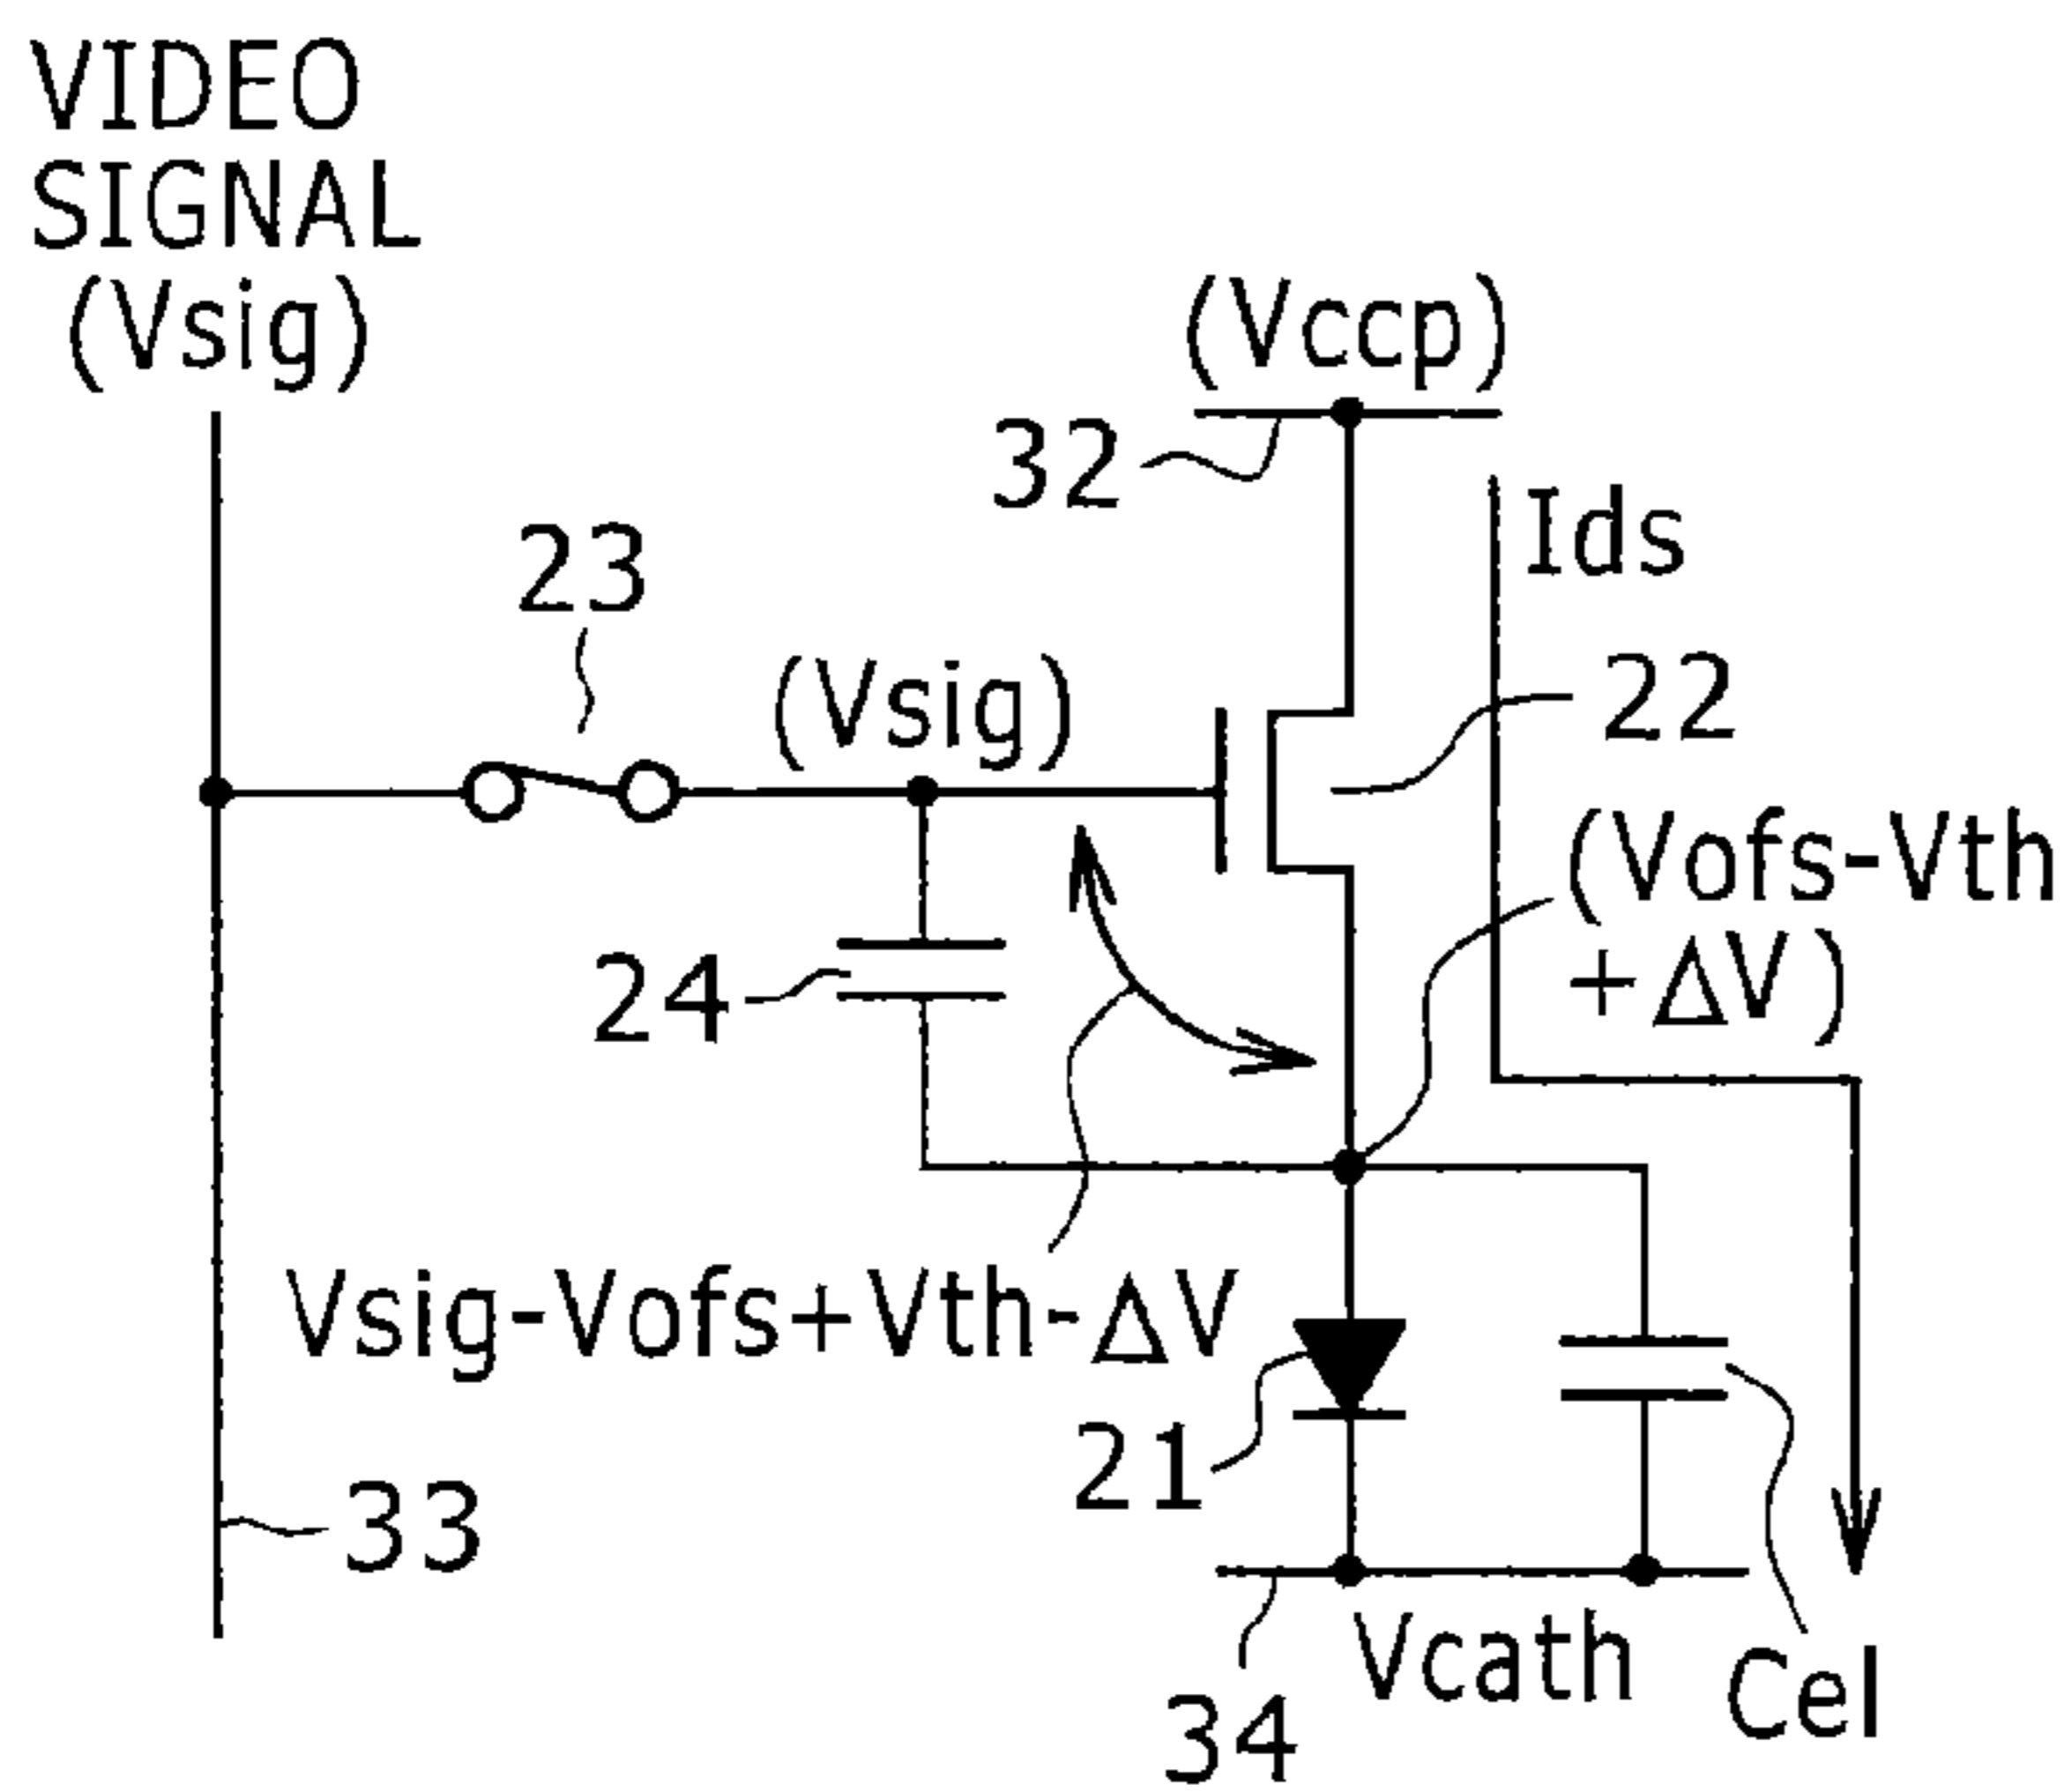 VIDEO
SIGNAL
(Vsig)
(Vccp)
32
Ids
23
(Vsig)
22
(Vofs-Vth
+ΔV)
24
Vsig-Vofs+Vth-ΔV
21
33
Vcath
Cel
34